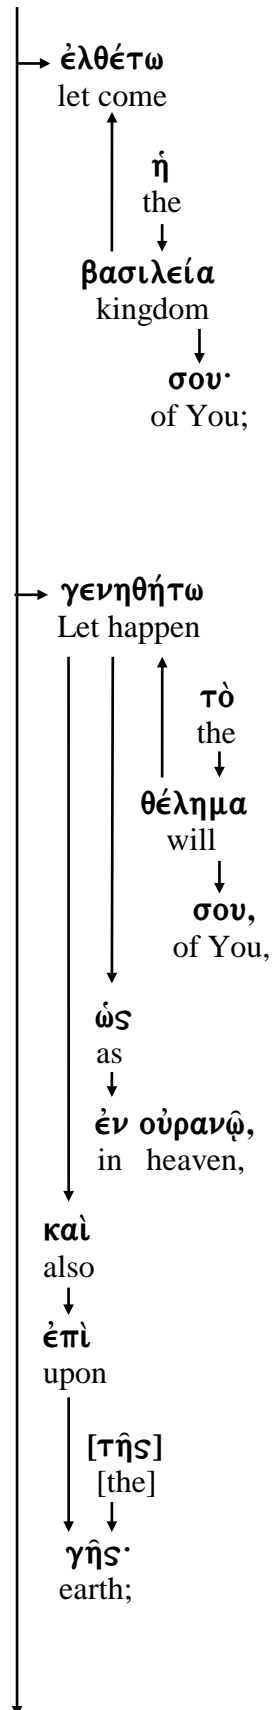 ἐλθέτω
let come
ἡ
the
βασιλεία
kingdom
σου·
of You;
γενηθήτω
Let happen
τὸ
the
θέλημα
will
σου,
of You,
ὡς
as
ἐν οὐρανῷ,
in heaven,
καὶ
also
ἐπὶ
upon
[τῆς]
[the]
γῆς·
earth;